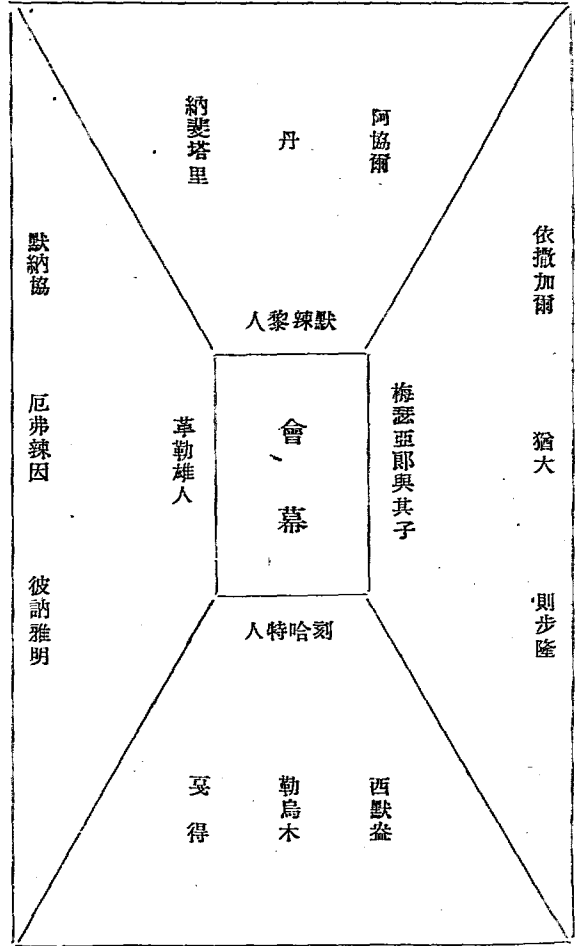 阿協爾
丹
納斐塔里
默辣黎人
依撒加爾
猶大
則步隆
梅瑟亞郎與其子
會幕
革勒雄人
默納協
厄弗辣因
彼訥雅明
刻哈特人
西默盎
勒烏木
戛得